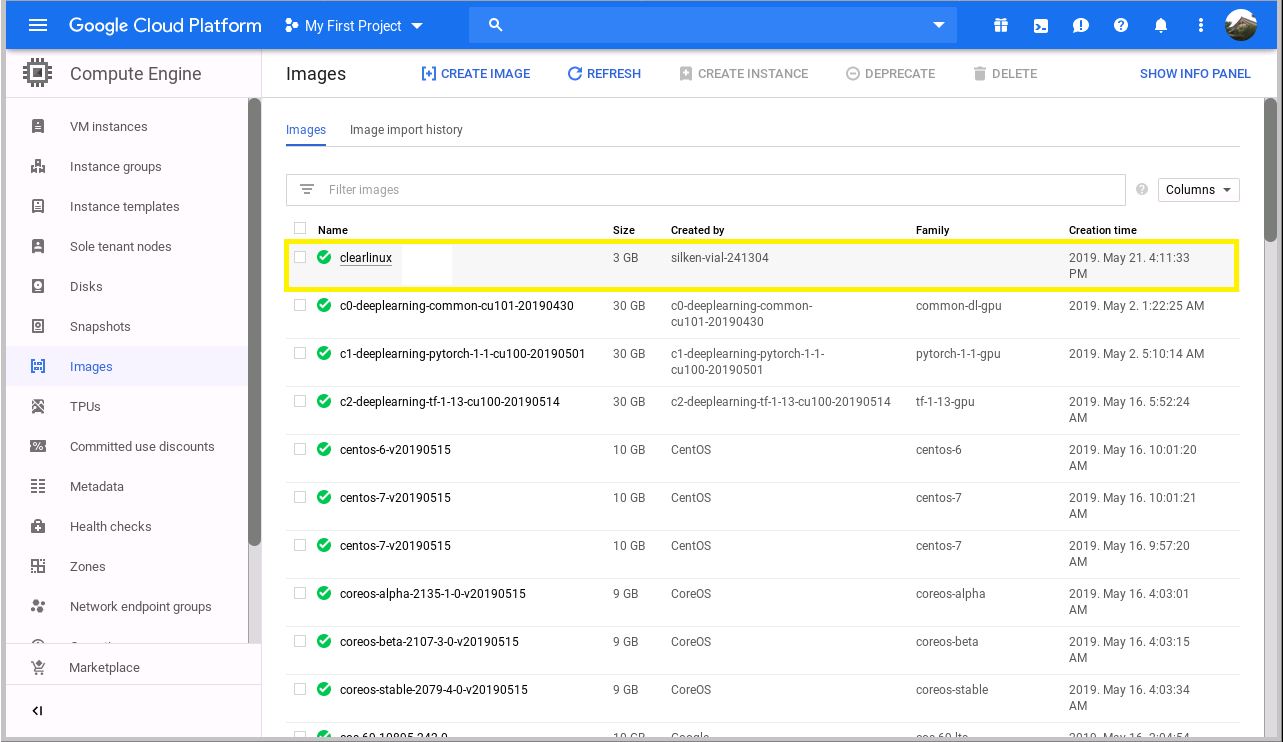 Google Cloud Platform My First Project
Compute Engine
Images CREATE IMAGE REFRESH CREATE INSTANCE DEPRECATE DELETE SHOW INFO PANEL
VM instances
Instance groups
Instance templates
Sole tenant nodes
Disks
Snapshots
Images
TPUs
Committed use discounts
Metadata
Health checks
Zones
Network endpoint groups
Marketplace
Images Image import history
Filter images Columns
Name Size Created by Family Creation time
clearlinux 3 GB silken-vial-241304 2019. May 21. 4:11:33
PM
c0-deeplearning-common-cu101-20190430 30 GB c0-deeplearning-common- common-dl-gpu 2019. May 2. 1:22:25 AM
cu101-20190430
c1-deeplearning-pytorch-1-1-cu100-20190501 30 GB c1-deeplearning-pytorch-1-1- pytorch-1-1-gpu 2019. May 2. 5:10:14 AM
cu100-20190501
c2-deeplearning-tf-1-13-cu100-20190514 30 GB c2-deeplearning-tf-1-13-cu100-20190514 tf-1-13-gpu 2019. May 16. 5:52:24
AM
centos-6-v20190515 10 GB CentOS centos-6 2019. May 16. 10:01:20
AM
centos-7-v20190515 10 GB CentOS centos-7 2019. May 16. 10:01:21
AM
centos-7-v20190515 10 GB CentOS centos-7 2019. May 16. 9:57:20
AM
coreos-alpha-2135-1-0-v20190515 9 GB CoreOS coreos-alpha 2019. May 16. 4:03:01
AM
coreos-beta-2107-3-0-v20190515 9 GB CoreOS coreos-beta 2019. May 16. 4:03:15
AM
coreos-stable-2079-4-0-v20190515 9 GB CoreOS coreos-stable 2019. May 16. 4:03:34
AM